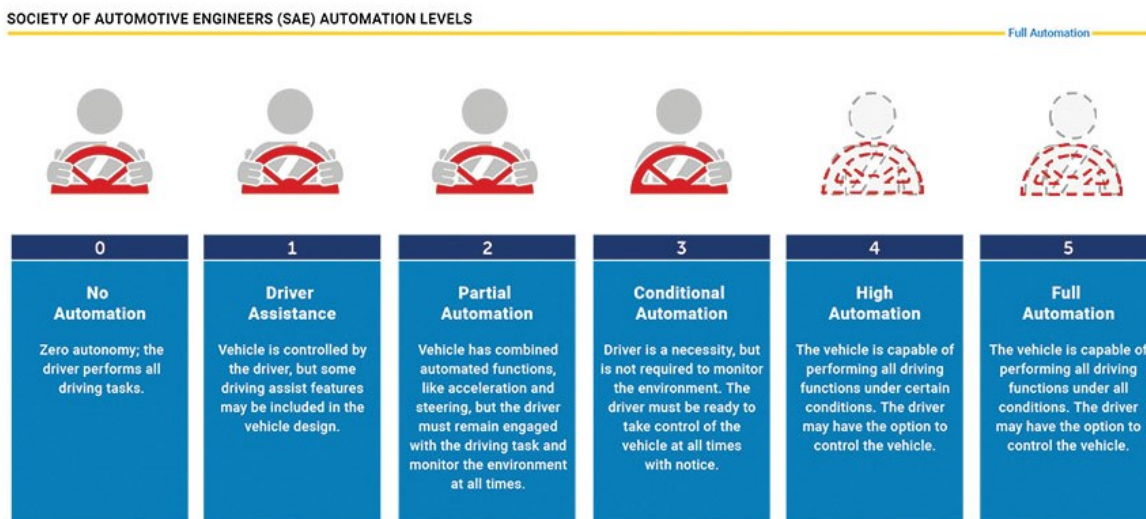 SOCIETY OF AUTOMOTIVE ENGINEERS (SAE) AUTOMATION LEVELS
Full Automation
0
No
Automation
Zero autonomy; the
driver performs all
driving tasks.
1
Driver
Assistance
Vehicle is controlled by
the driver, but some
driving assist features
may be included in the
vehicle design.
2
Partial
Automation
Vehicle has combined
automated functions,
like acceleration and
steering, but the driver
must remain engaged
with the driving task and
monitor the environment
at all times.
3
Conditional
Automation
Driver is a necessity, but
is not required to monitor
the environment. The
driver must be ready to
take control of the
vehicle at all times
with notice.
4
High
Automation
The vehicle is capable of
performing all driving
functions under certain
conditions. The driver
may have the option to
control the vehicle.
5
Full
Automation
The vehicle is capable of
performing all driving
functions under all
conditions. The driver
may have the option to
control the vehicle.